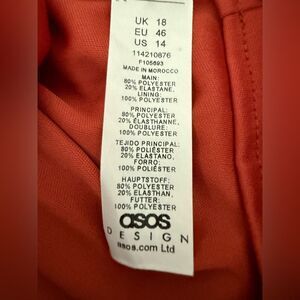 UK 18
EU 46
US 14
114210876
F105693
MADE IN MOROCCO
MAIN:
80% POLYESTER
20% ELASTANE,
LINING:
100% POLYESTER
PRINCIPAL:
80% POLYESTER
20% ÉLASTHANNE,
DOUBLURE:
100% POLYESTER
TEJIDO PRINCIPAL:
80% POLIÉSTER
20% ELASTANO,
FORRO:
100% POLIÉSTER
HAUPTSTOFF:
80% POLYESTER
20% ELASTHAN,
FUTTER:
100% POLYESTER
asos
DESIGN
asos.com Ltd